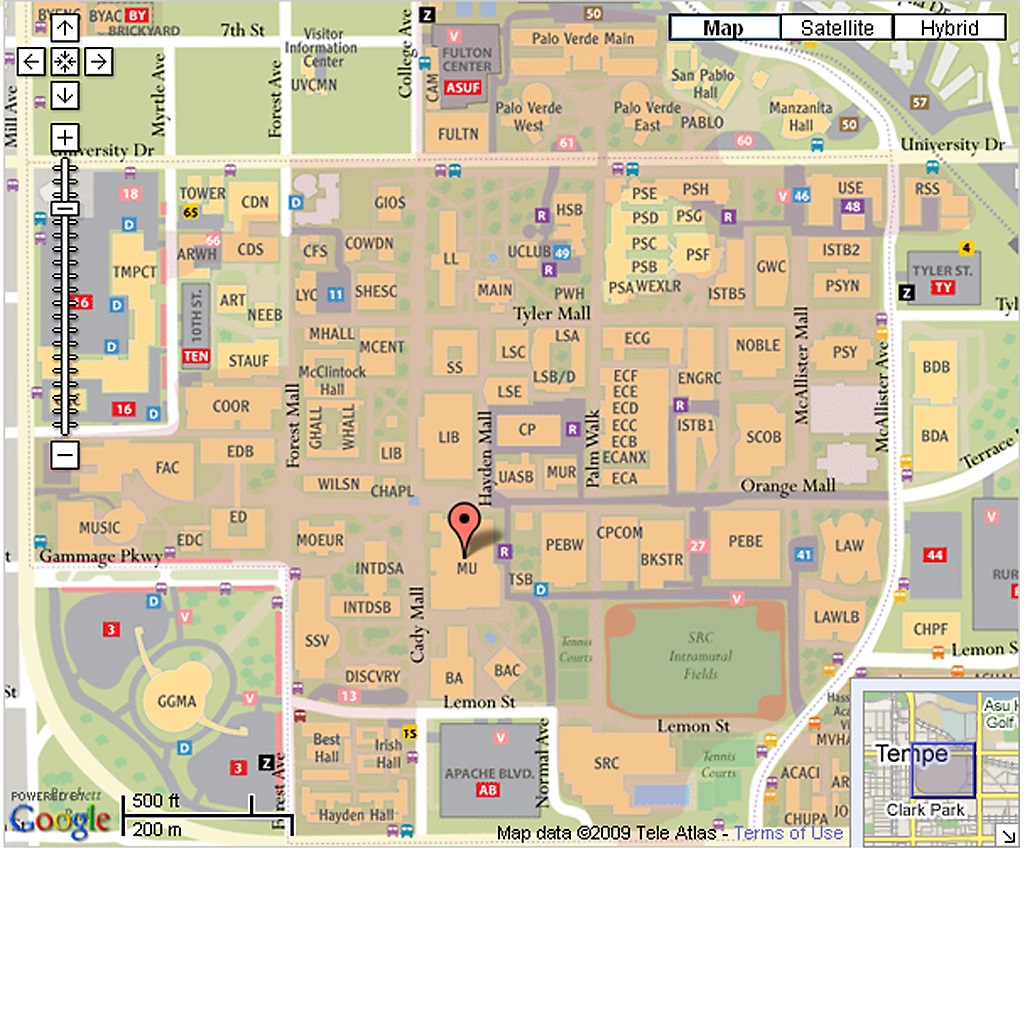 BYENG
BYAC BY
BRICKYARD
7th St
Visitor
Information
Center
UVCMN
College Ave
Z
V
FULTON
CENTER
ASUF
CAM
FULTN
50
Palo Verde Main
Map
Satellite
Hybrid
San Pablo
Hall
PABLO
Palo Verde
West
Palo Verde
East
Manzanita
Hall
50
57
61
60
Mill Ave
Myrtle Ave
Forest Ave
University Dr
University Dr
18
D
TOWER
65
CDN
D
GIOS
66
ARWH
CDS
CFS
COWDN
LL
R
HSB
UCLUB 49
R
PSE
PSH
PSD
PSG
R
PSC
PSB
PSF
PSA
WEXLR
V 46
USE
48
RSS
ISTB2
GWC
PSYN
4
TYLER ST.
TY
Z
TMPCT
D
D
10TH ST.
TEN
ART
NEEB
LYC
11
SHESC
MAIN
PWH
ISTB5
Tyler Mall
STAUF
MHALL
MCENT
McClintock
Hall
SS
LSC
LSA
LSB/D
LSE
ECG
NOBLE
PSY
McAllister Mall
McAllister Ave
BDB
16
D
COOR
Forest Mall
GHALL
WHALL
LIB
LIB
Hayden Mall
CP
R
Palm Walk
ECF
ECE
ECD
ECC
ECB
ECANX
ECA
ENGRC
R
ISTB1
SCOB
BDA
EDB
FAC
WILSN
CHAPL
UASB
MUR
Orange Mall
MUSIC
ED
EDC
MOEUR
INTDSA
MU
R
TSB
D
PEBW
CPCOM
BKSTR
27
PEBE
41
LAW
44
V
Gammage Pkwy
INTDSB
Cady Mall
LAWLB
CHPF
Lemon S
D
3
V
SSV
GGMA
V
D
3
Z
Forest Ave
DISCVRY
13
BA
BAC
Lemon St
Tennis
Courts
V
SRC
Intramural
Fields
Lemon St
Best
Hall
Irish
Hall
Hayden Hall
V
APACHE BLVD.
AB
Normal Ave
SRC
Tennis
Courts
MVHA
ACACI
CHUPA
Tempe
Clark Park
500 ft
200 m
POWERED BY
Google
Map data ©2009 Tele Atlas - Terms of Use